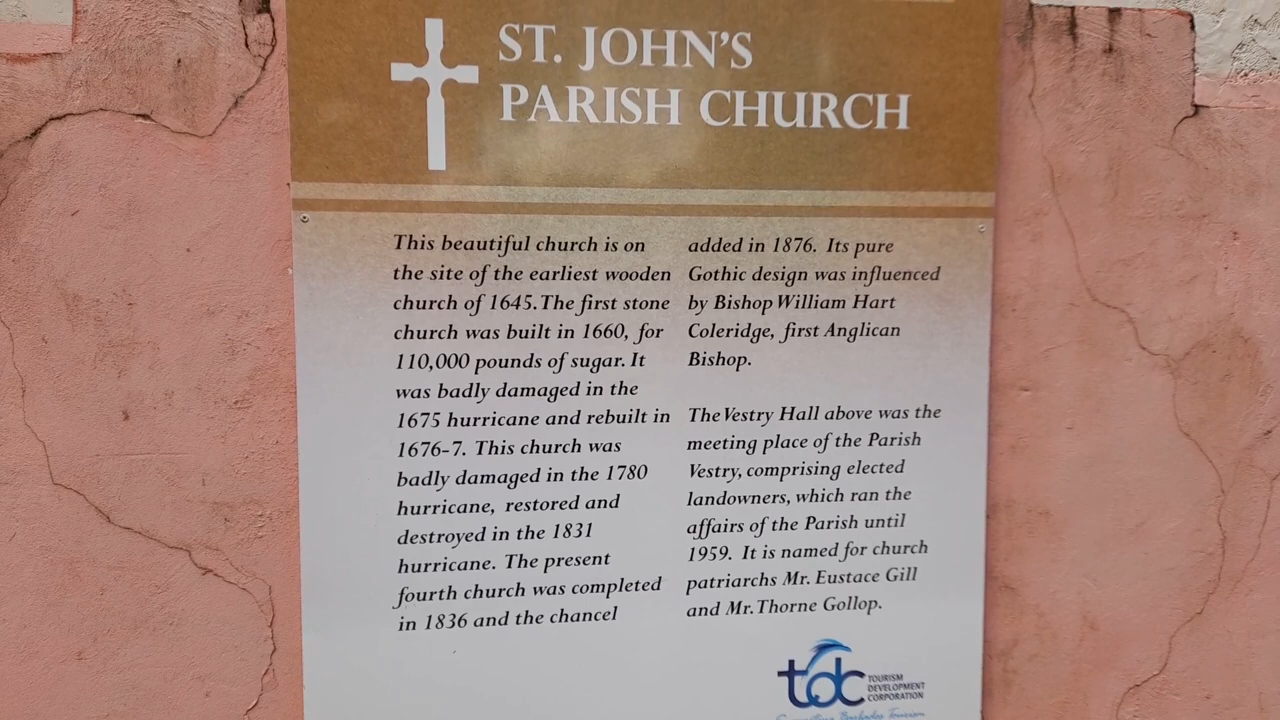 ST. JOHN'S
PARISH CHURCH
This beautiful church is on
the site of the earliest wooden
church of 1645. The first stone
church was built in 1660, for
110,000 pounds of sugar. It
was badly damaged in the
1675 hurricane and rebuilt in
1676-7. This church was
badly damaged in the 1780
hurricane, restored and
destroyed in the 1831
hurricane. The present
fourth church was completed
in 1836 and the chancel
added in 1876. Its pure
Gothic design was influenced
by Bishop William Hart
Coleridge, first Anglican
Bishop.
The Vestry Hall above was the
meeting place of the Parish
Vestry, comprising elected
landowners, which ran the
affairs of the Parish until
1959. It is named for church
patriarchs Mr. Eustace Gill
and Mr. Thorne Gollop.
tdc
TOURISM
DEVELOPMENT
CORPORATION
Barbados Tourism